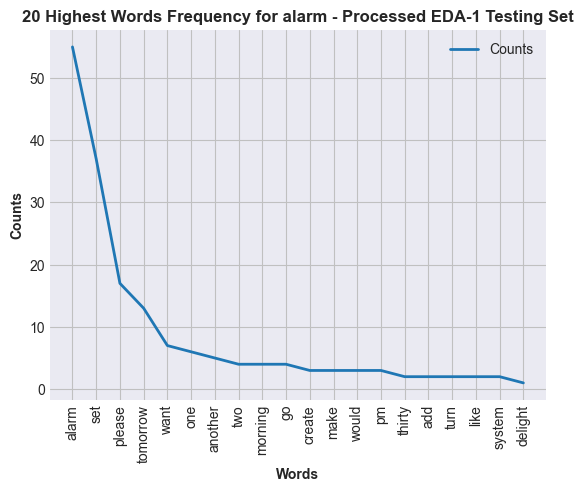 20 Highest Words Frequency for alarm - Processed EDA-1 Testing Set
Counts
50
40
30
20
10
0
Counts
alarm
set
please
tomorrow
want
one
another
two
morning
go
create
make
would
pm
thirty
add
turn
like
system
delight
Words